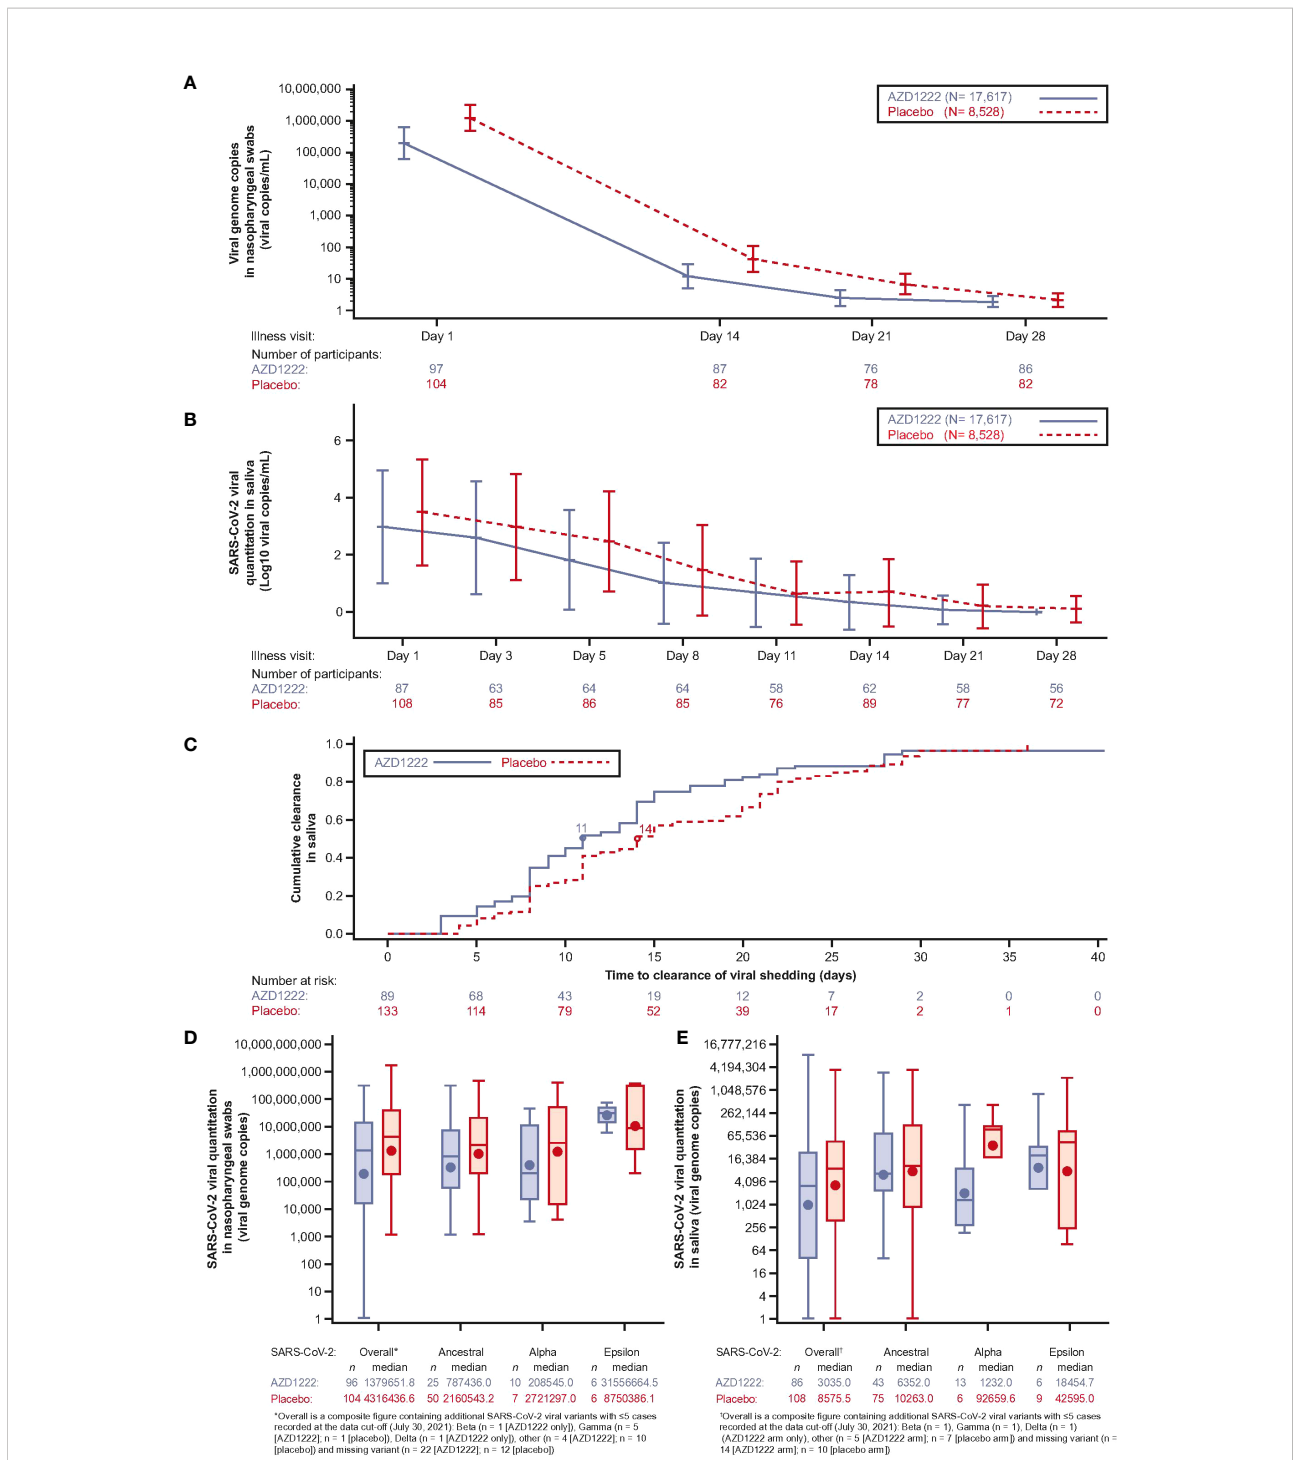 A
Viral genome copies
in nasopharyngeal swabs
(viral copies/mL)
10,000,000
1,000,000
100,000
10,000
1,000
100
10
1
AZD1222 (N= 17,617)
Placebo (N= 8,528)
Illness visit: Day 1 Day 14 Day 21 Day 28
Number of participants:
AZD1222: 97 87 76 86
Placebo: 104 82 78 82
B
SARS-CoV-2 viral
quantitation in saliva
(Log10 viral copies/mL)
6
4
2
0
AZD1222 (N= 17,617)
Placebo (N= 8,528)
Illness visit: Day 1 Day 3 Day 5 Day 8 Day 11 Day 14 Day 21 Day 28
Number of participants:
AZD1222: 87 63 64 64 58 62 58 56
Placebo: 108 85 86 85 76 89 77 72
C
Cumulative clearance
in saliva
1.0
0.8
0.6
0.4
0.2
0.0
AZD1222 Placebo
11
14
0 5 10 15 20 25 30 35 40
Time to clearance of viral shedding (days)
Number at risk:
AZD1222: 89 68 43 19 12 7 2 0 0
Placebo: 133 114 79 52 39 17 2 1 0
D
SARS-CoV-2 viral quantitation
in nasopharyngeal swabs
(viral genome copies)
10,000,000,000
1,000,000,000
100,000,000
10,000,000
1,000,000
100,000
10,000
1,000
100
10
1
SARS-CoV-2: Overall* Ancestral Alpha Epsilon
n median n median n median n median
AZD1222: 96 1379651.8 25 787436.0 10 208545.0 6 31556664.5
Placebo: 104 4316436.6 50 2160543.2 7 2721297.0 6 8750386.1
*Overall is a composite figure containing additional SARS-CoV-2 viral variants with ≤5 cases
recorded at the data cut-off (July 30, 2021): Beta (n = 1 [AZD1222 only]), Gamma (n = 5
[AZD1222]; n = 1 [placebo]), Delta (n = 1 [AZD1222 only]), other (n = 4 [AZD1222]; n = 10
[placebo]) and missing variant (n = 22 [AZD1222]; n = 12 [placebo])
E
SARS-CoV-2 viral quantitation
in saliva (viral genome copies)
16,777,216
4,194,304
1,048,576
262,144
65,536
16,384
4,096
1,024
256
64
16
4
1
SARS-CoV-2: Overall† Ancestral Alpha Epsilon
n median n median n median n median
AZD1222: 86 3035.0 43 6352.0 13 1232.0 6 18454.7
Placebo: 108 8575.5 75 10263.0 6 92659.6 9 42595.0
†Overall is a composite figure containing additional SARS-CoV-2 viral variants with ≤5 cases
recorded at the data cut-off (July 30, 2021): Beta (n = 1), Gamma (n = 1), Delta (n = 1)
(AZD1222 arm only), other (n = 5 [AZD1222 arm]; n = 7 [placebo arm]) and missing variant (n =
14 [AZD1222 arm]; n = 10 [placebo arm])